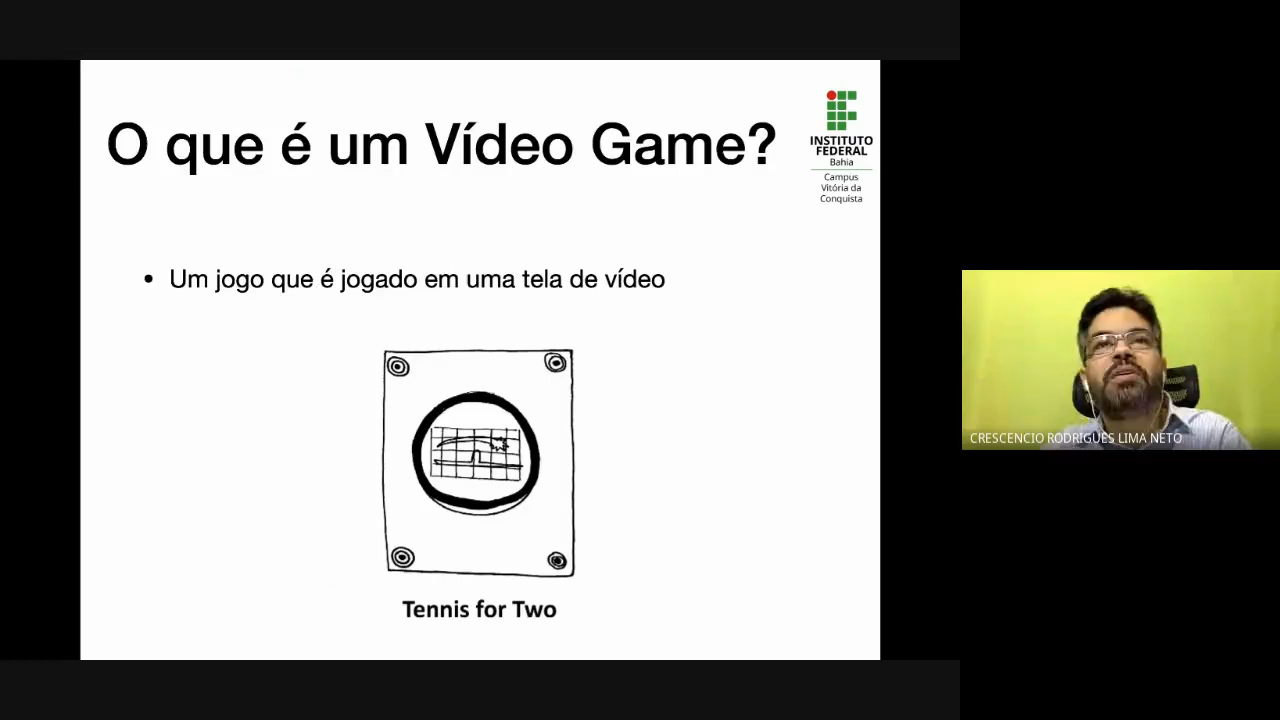 O que é um Vídeo Game?
INSTITUTO
FEDERAL
Bahia
Campus
Vitória da
Conquista
• Um jogo que é jogado em uma tela de vídeo
Tennis for Two
CRESCENCIO RODRIGUES LIMA NETO